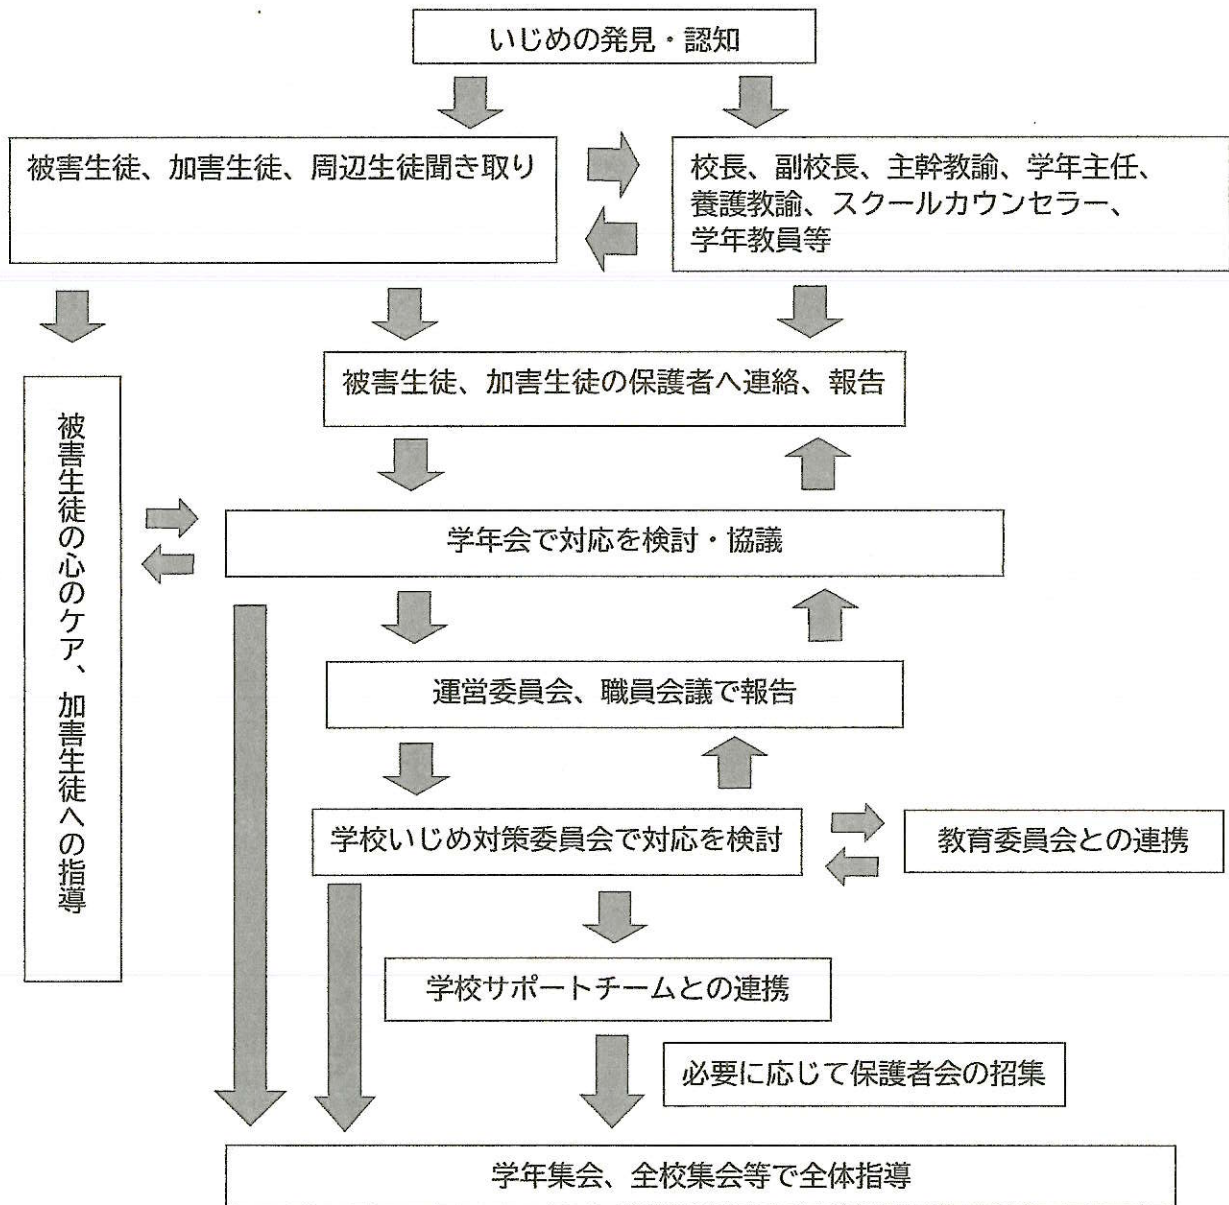 いじめの発見・認知
被害生徒、加害生徒、周辺生徒聞き取り
校長、副校長、主幹教諭、学年主任、
養護教諭、スクールカウンセラー、
学年教員等
被害生徒、加害生徒の保護者へ連絡、報告
被害生徒の心のケア、加害生徒への指導
学年会で対応を検討・協議
運営委員会、職員会議で報告
学校いじめ対策委員会で対応を検討
教育委員会との連携
学校サポートチームとの連携
必要に応じて保護者会の招集
学年集会、全校集会等で全体指導